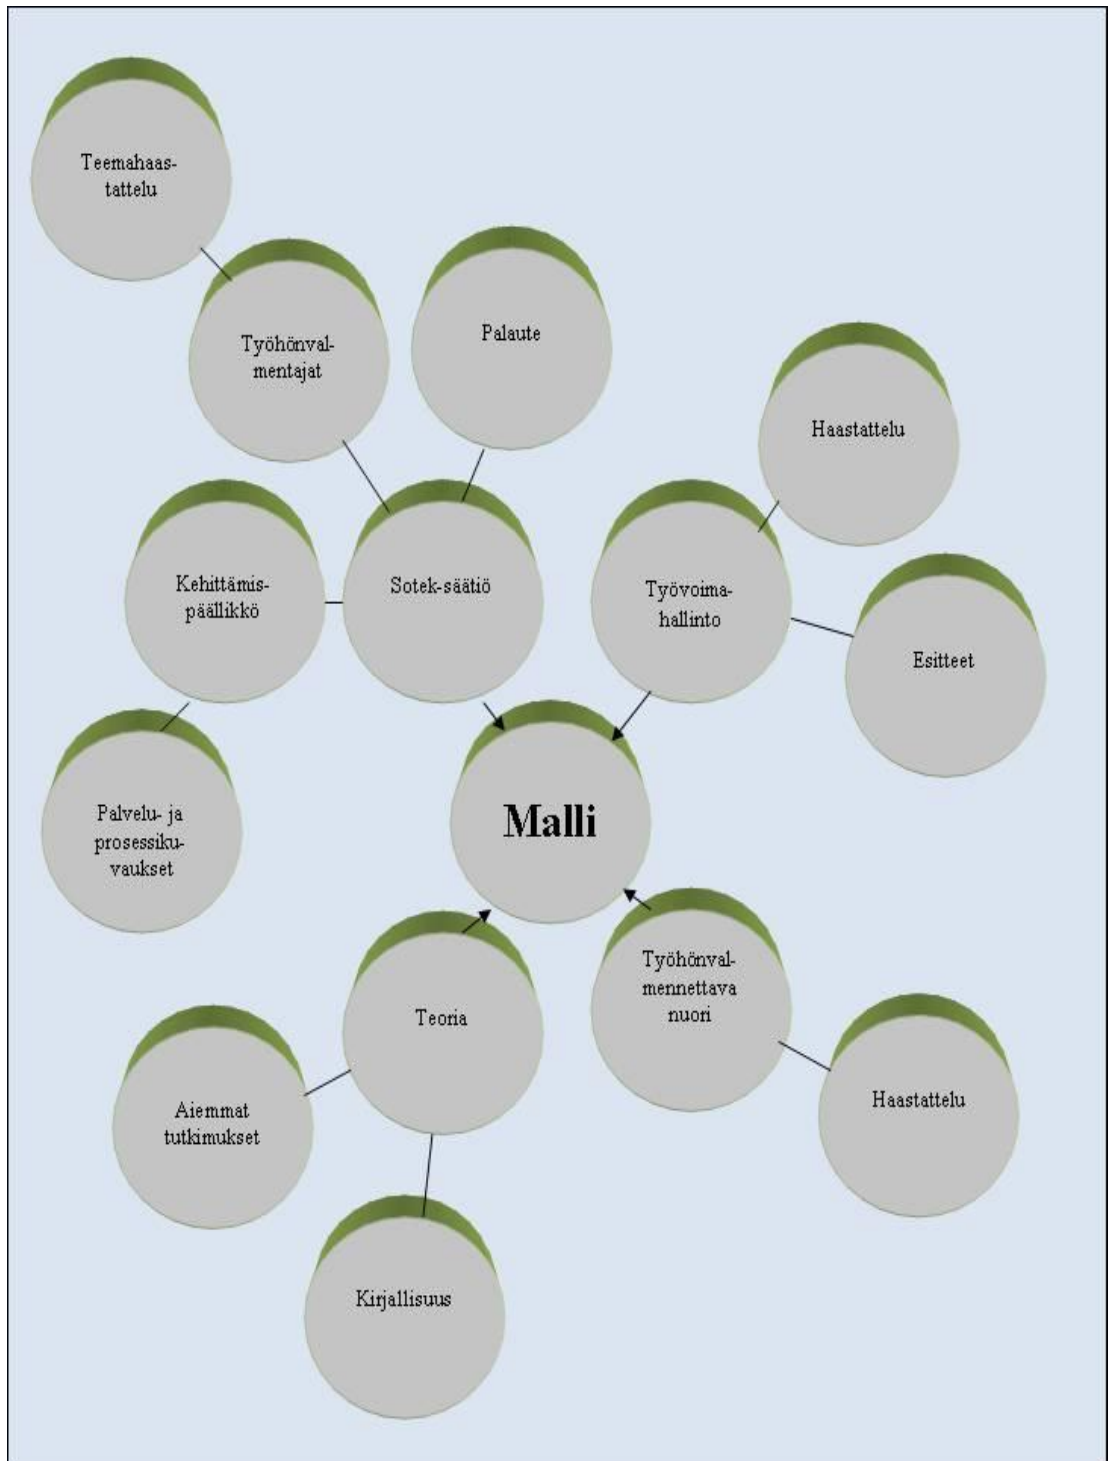 Teemahaas-
tattelu
Työhönval-
mentajat
Palaute
Haastattelu
Kehittämis-
päällikkö
Sotek-säätiö
Työvoima-
hallinto
Esitteet
Palvelu- ja
prosessiku-
vaukset
Malli
Teoria
Työhönval-
mennettava
nuori
Aiemmat
tutkimukset
Haastattelu
Kirjallisuus